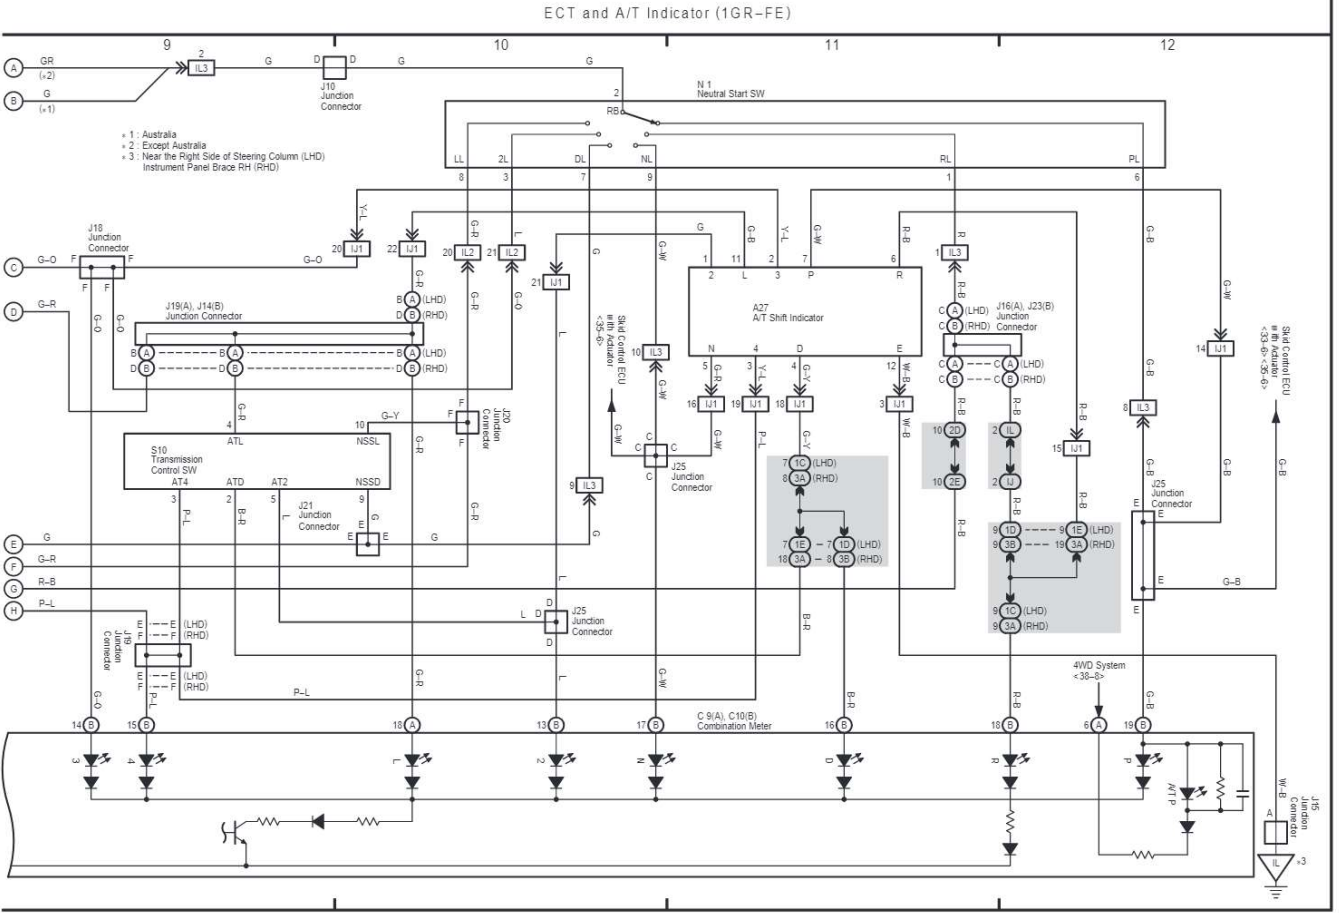 ECT and A/T Indicator (1GR–FE)
9 10 11 12
A GR (∗2) 2 IL3 G D D G G
J10 Junction Connector
B G (∗1)
N 1 Neutral Start SW
2 RB
∗ 1 : Australia
∗ 2 : Except Australia
∗ 3 : Near the Right Side of Steering Column (LHD)
Instrument Panel Brace RH (RHD)
LL 2L DL NL RL PL
8 3 7 9 1 6
Y–L G–R L G G–W G G–B Y–L G–W R–B R G–B
J18 Junction Connector
20 IJ1 22 IJ1 20 IL2 21 IL2 1 IL3
C G–O F F G–O
F F
21 IJ1
1 11 2 7 6
2 L 3 P R
A27 A/T Shift Indicator
N 4 D E
5 3 4 12
G–R Y–L G–Y W–B
D G–R G–O G–O
J19(A), J14(B) Junction Connector
G–R B A (LHD)
D B (RHD)
B A B A B A (LHD)
D B D B D B (RHD)
G–R G–O L
Skid Control ECU with Actuator <35–6>
10 IL3 G–W
R–B C A (LHD)
C B (RHD)
J16(A), J23(B) Junction Connector
C A C A (LHD)
C B C B (RHD)
G–W 14 IJ1
Skid Control ECU with Actuator <33–6> <35–6>
16 IJ1 19 IJ1 18 IJ1 3 IJ1 8 IL3
G–R G–Y F F F J20 Junction Connector
4 10
ATL NSSL
S10 Transmission Control SW
AT4 ATD AT2 NSSD
3 2 5 9
P–L B–R L G
J21 Junction Connector
E E E
G–W C C C J25 Junction Connector
G–W P–L G–Y W–B
R–B R–B R–B
10 2D 2 IL
10 2E 2 IJ
15 IJ1
9 IL3 G
7 1C (LHD)
8 3A (RHD)
7 1E 7 1D (LHD)
18 3A 8 3B (RHD)
R–B R–B R–B
9 1D 9 1E (LHD)
9 3B 19 3A (RHD)
9 1C (LHD)
9 3A (RHD)
J25 Junction Connector
E E E E
G–B G–B G–B G–B
E G G
F G–R
G R–B
H P–L
G–R G–R L
L D D D J25 Junction Connector
J19 Junction Connector
E E (LHD)
F F (RHD)
E E (LHD)
F F (RHD)
P–L
B–R
4WD System <38–8>
G–O P–L G–R L G–W B–R R–B G–B
C 9(A), C10(B) Combination Meter
14 B 15 B 18 A 13 B 17 B 16 B 18 B 6 A 19 B
3 4 L 2 N D R P
A/T P
W–B
J15 Junction Connector
A
IL ∗3